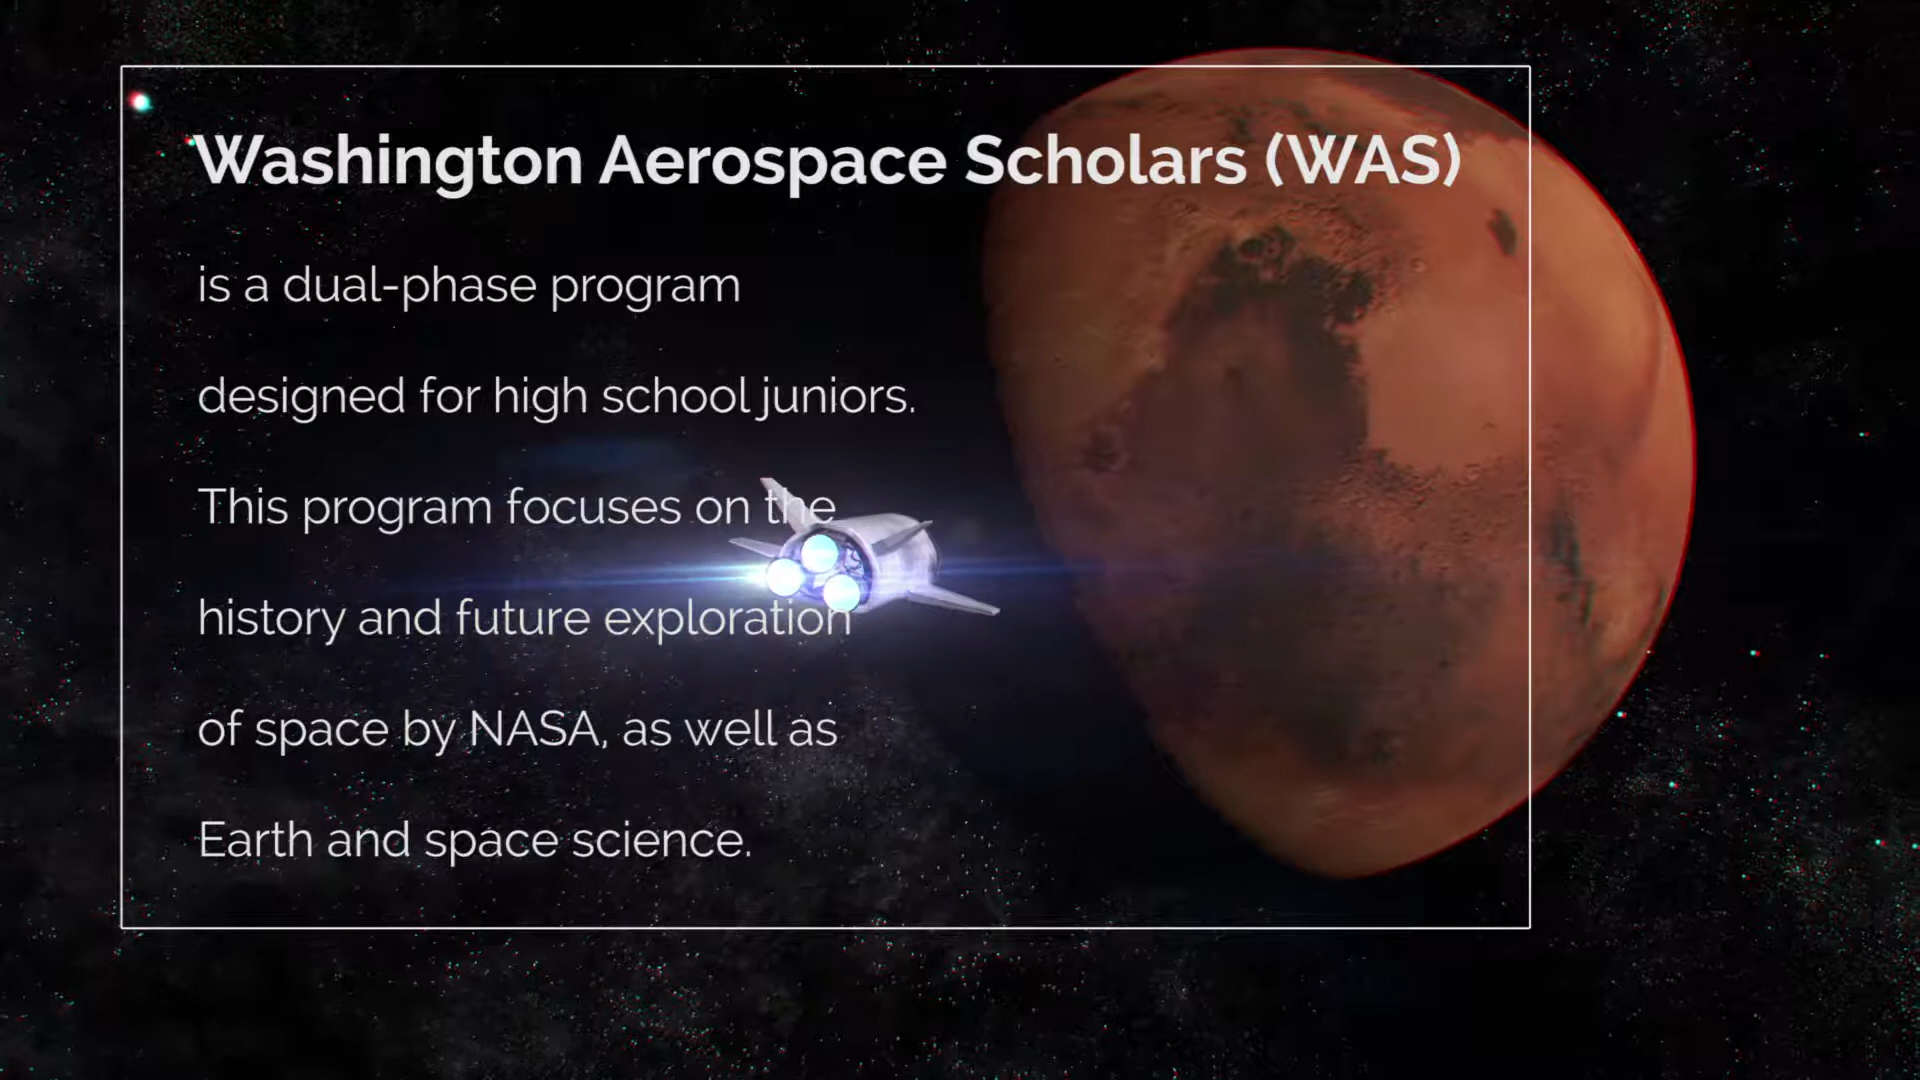 Washington Aerospace Scholars (WAS)
is a dual-phase program
designed for high school juniors.
This program focuses on the
history and future exploration
of space by NASA, as well as
Earth and space science.